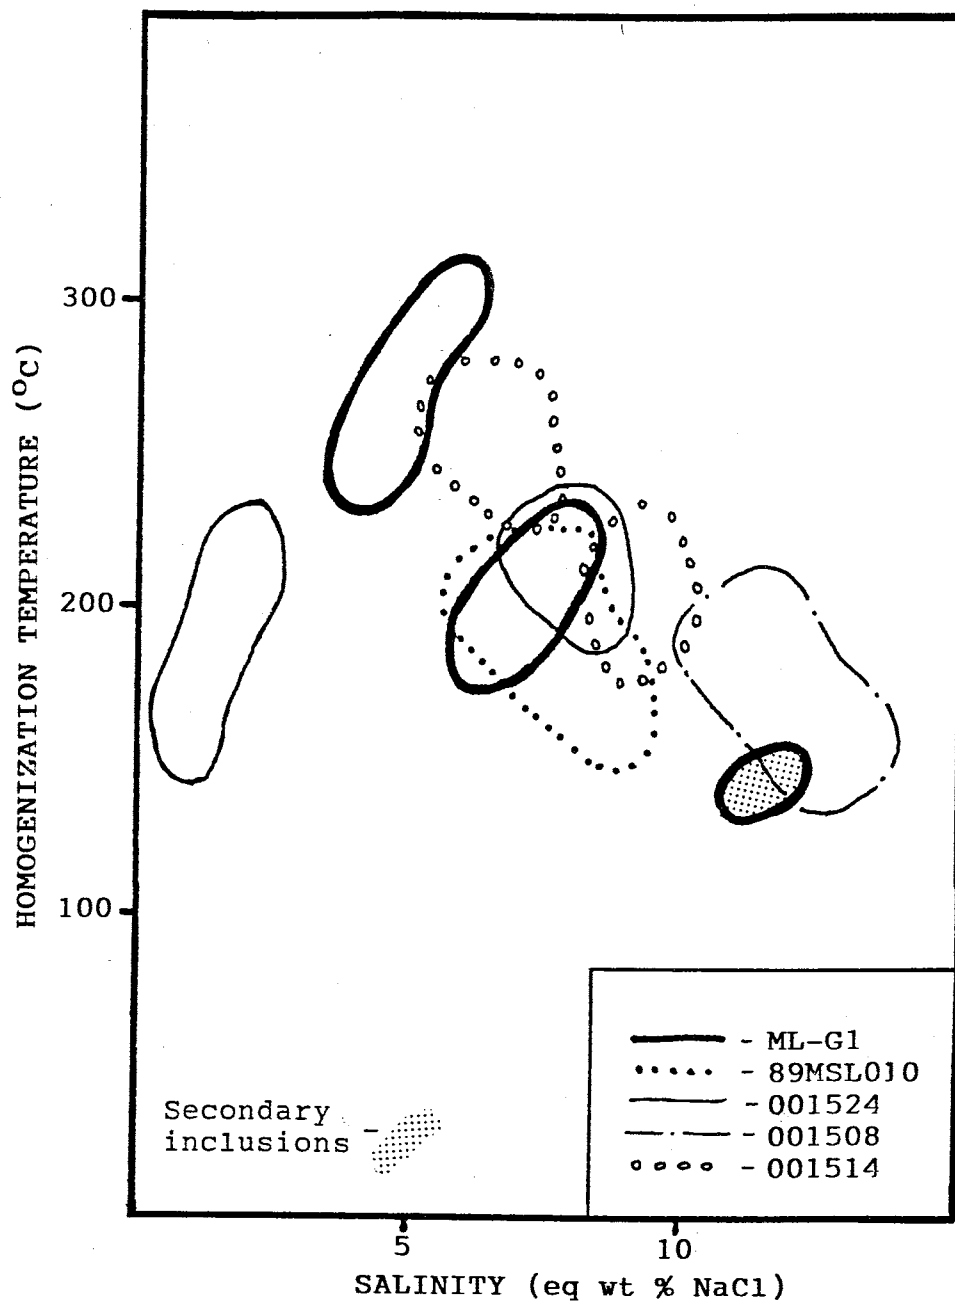 HOMOGENIZATION TEMPERATURE (°C)
300
200
100
Secondary -
inclusions
- ML-G1
- 89MSL010
- 001524
- 001508
- 001514
5
10
SALINITY (eq wt % NaCl)